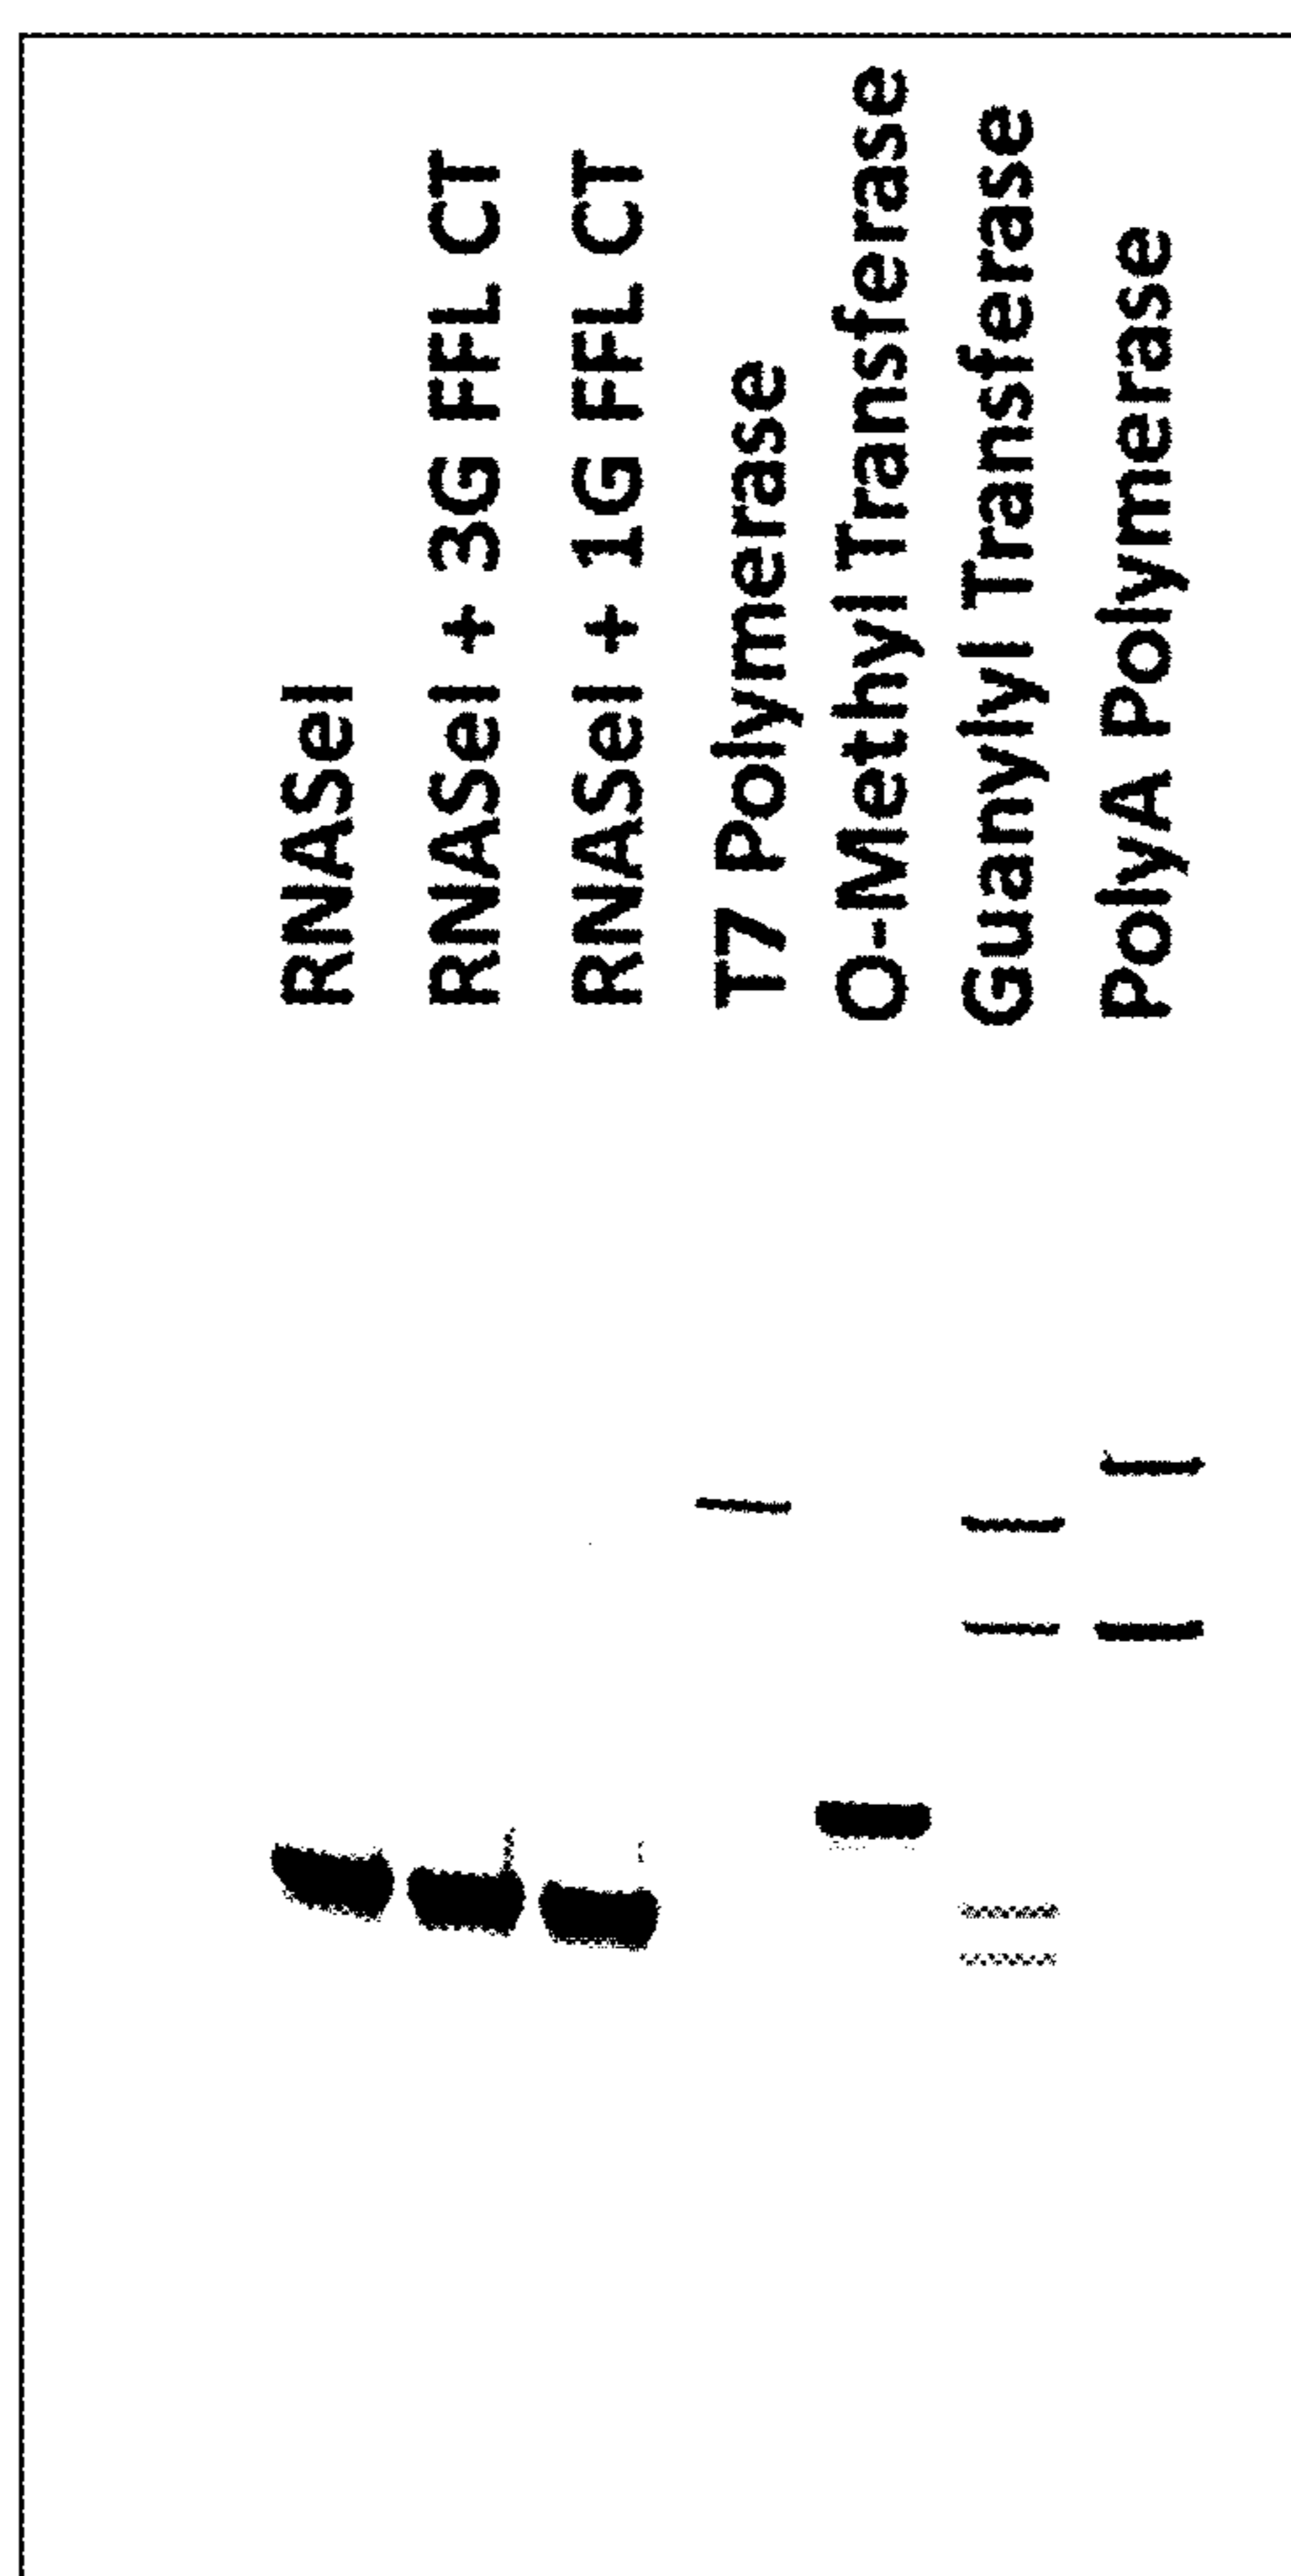 RNASeI
RNASeI + 3G FFL CT
RNASeI + 1G FFL CT
T7 Polymerase
O-Methyl Transferase
Guanylyl Transferase
PolyA Polymerase